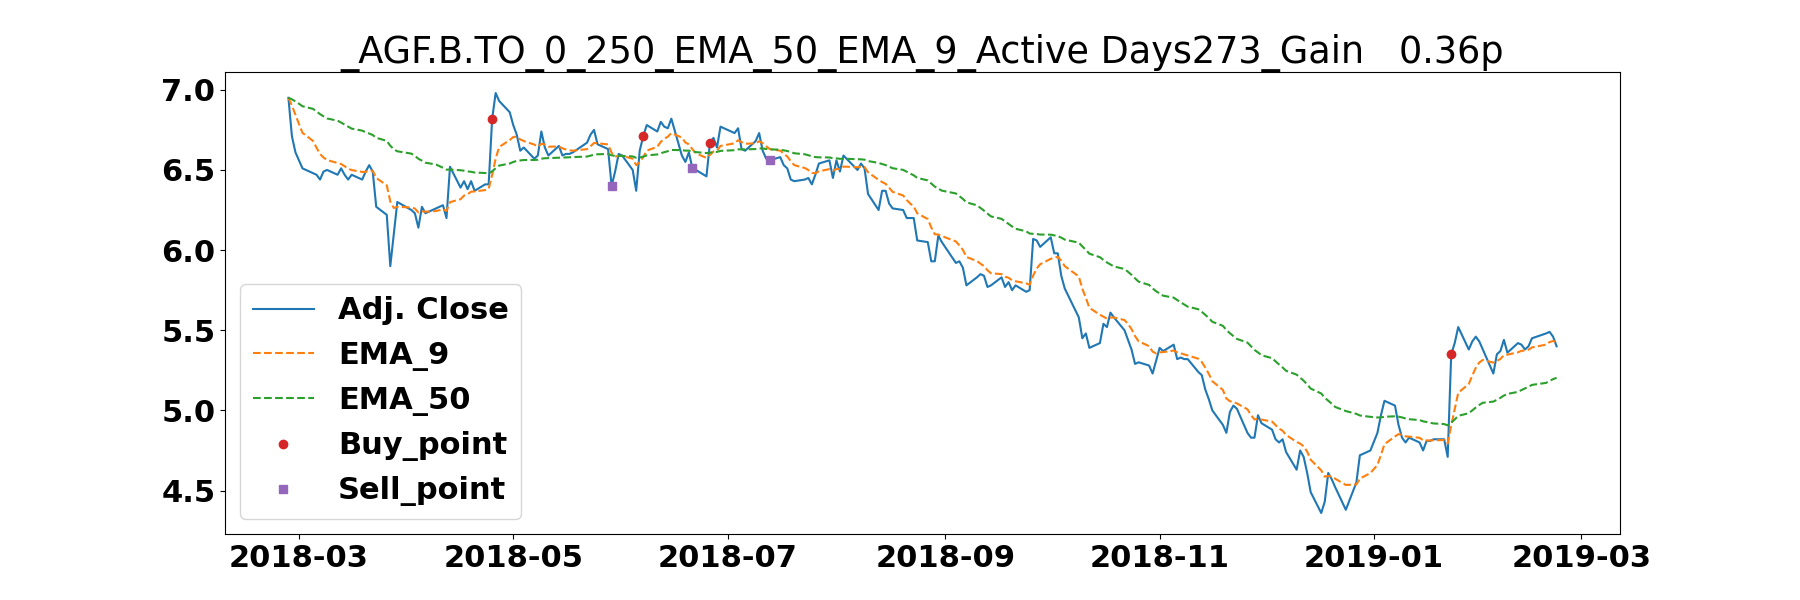 _AGF.B.TO_0_250_EMA_50_EMA_9_Active Days273_Gain   0.36p
7.0
6.5
6.0
5.5
5.0
4.5
Adj. Close
EMA_9
EMA_50
Buy_point
Sell_point
2018-03 2018-05 2018-07 2018-09 2018-11 2019-01 2019-03